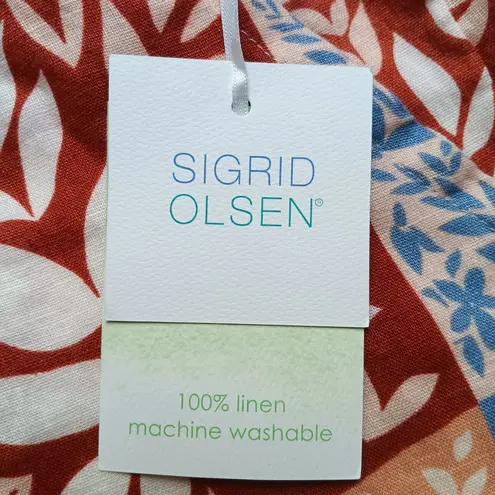 SIGRID
OLSEN®
100% linen
machine washable